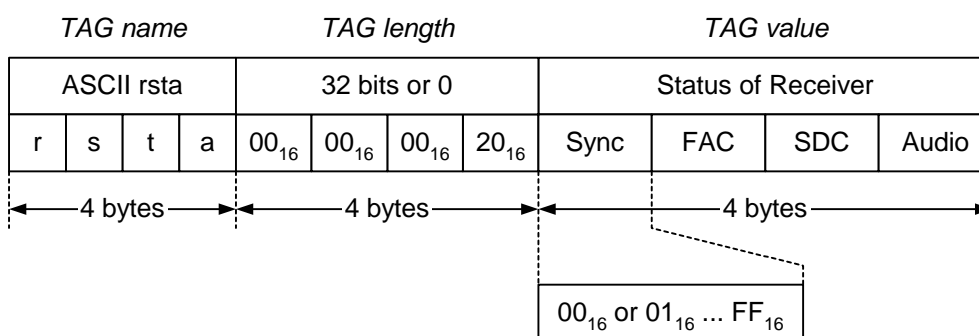 TAG name TAG length TAG value
ASCII rsta 32 bits or 0 Status of Receiver
r s t a 00₁₆ 00₁₆ 00₁₆ 20₁₆ Sync FAC SDC Audio
4 bytes 4 bytes 4 bytes
00₁₆ or 01₁₆ ... FF₁₆